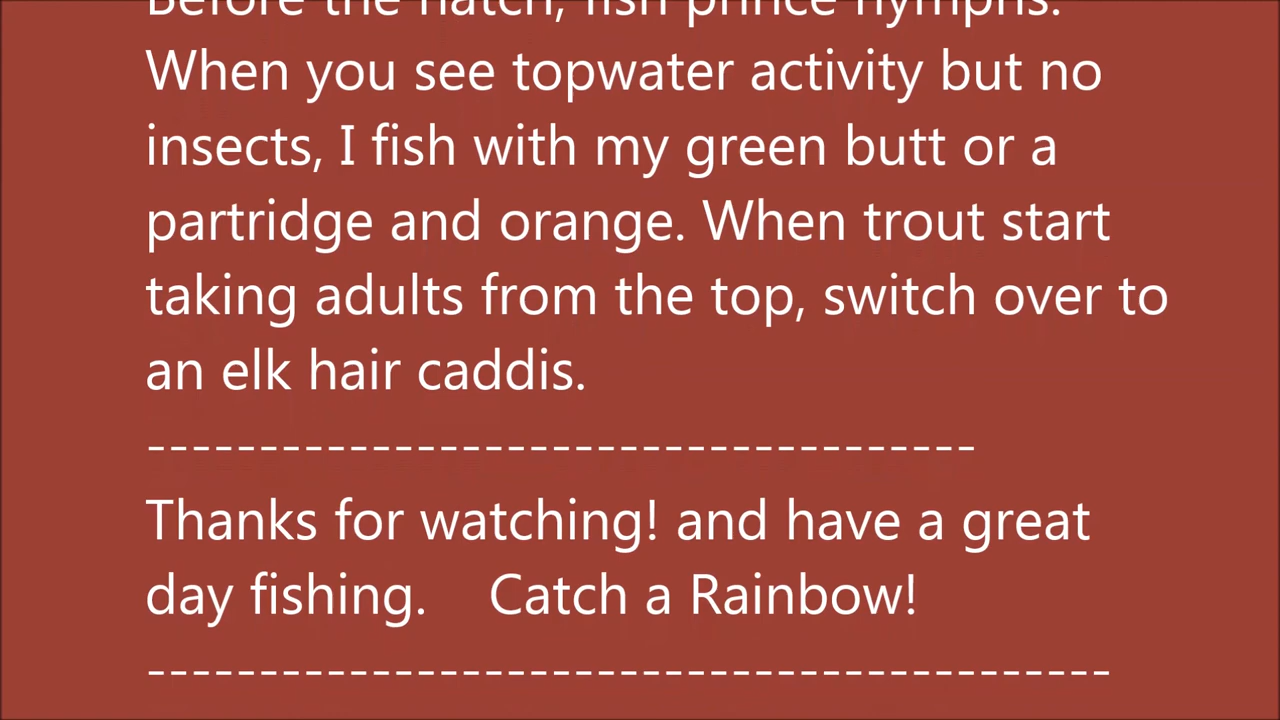 Before the hatch, fish prince nymphs.
When you see topwater activity but no
insects, I fish with my green butt or a
partridge and orange. When trout start
taking adults from the top, switch over to
an elk hair caddis.
-------------------------------------
Thanks for watching! and have a great
day fishing.    Catch a Rainbow!
-------------------------------------------